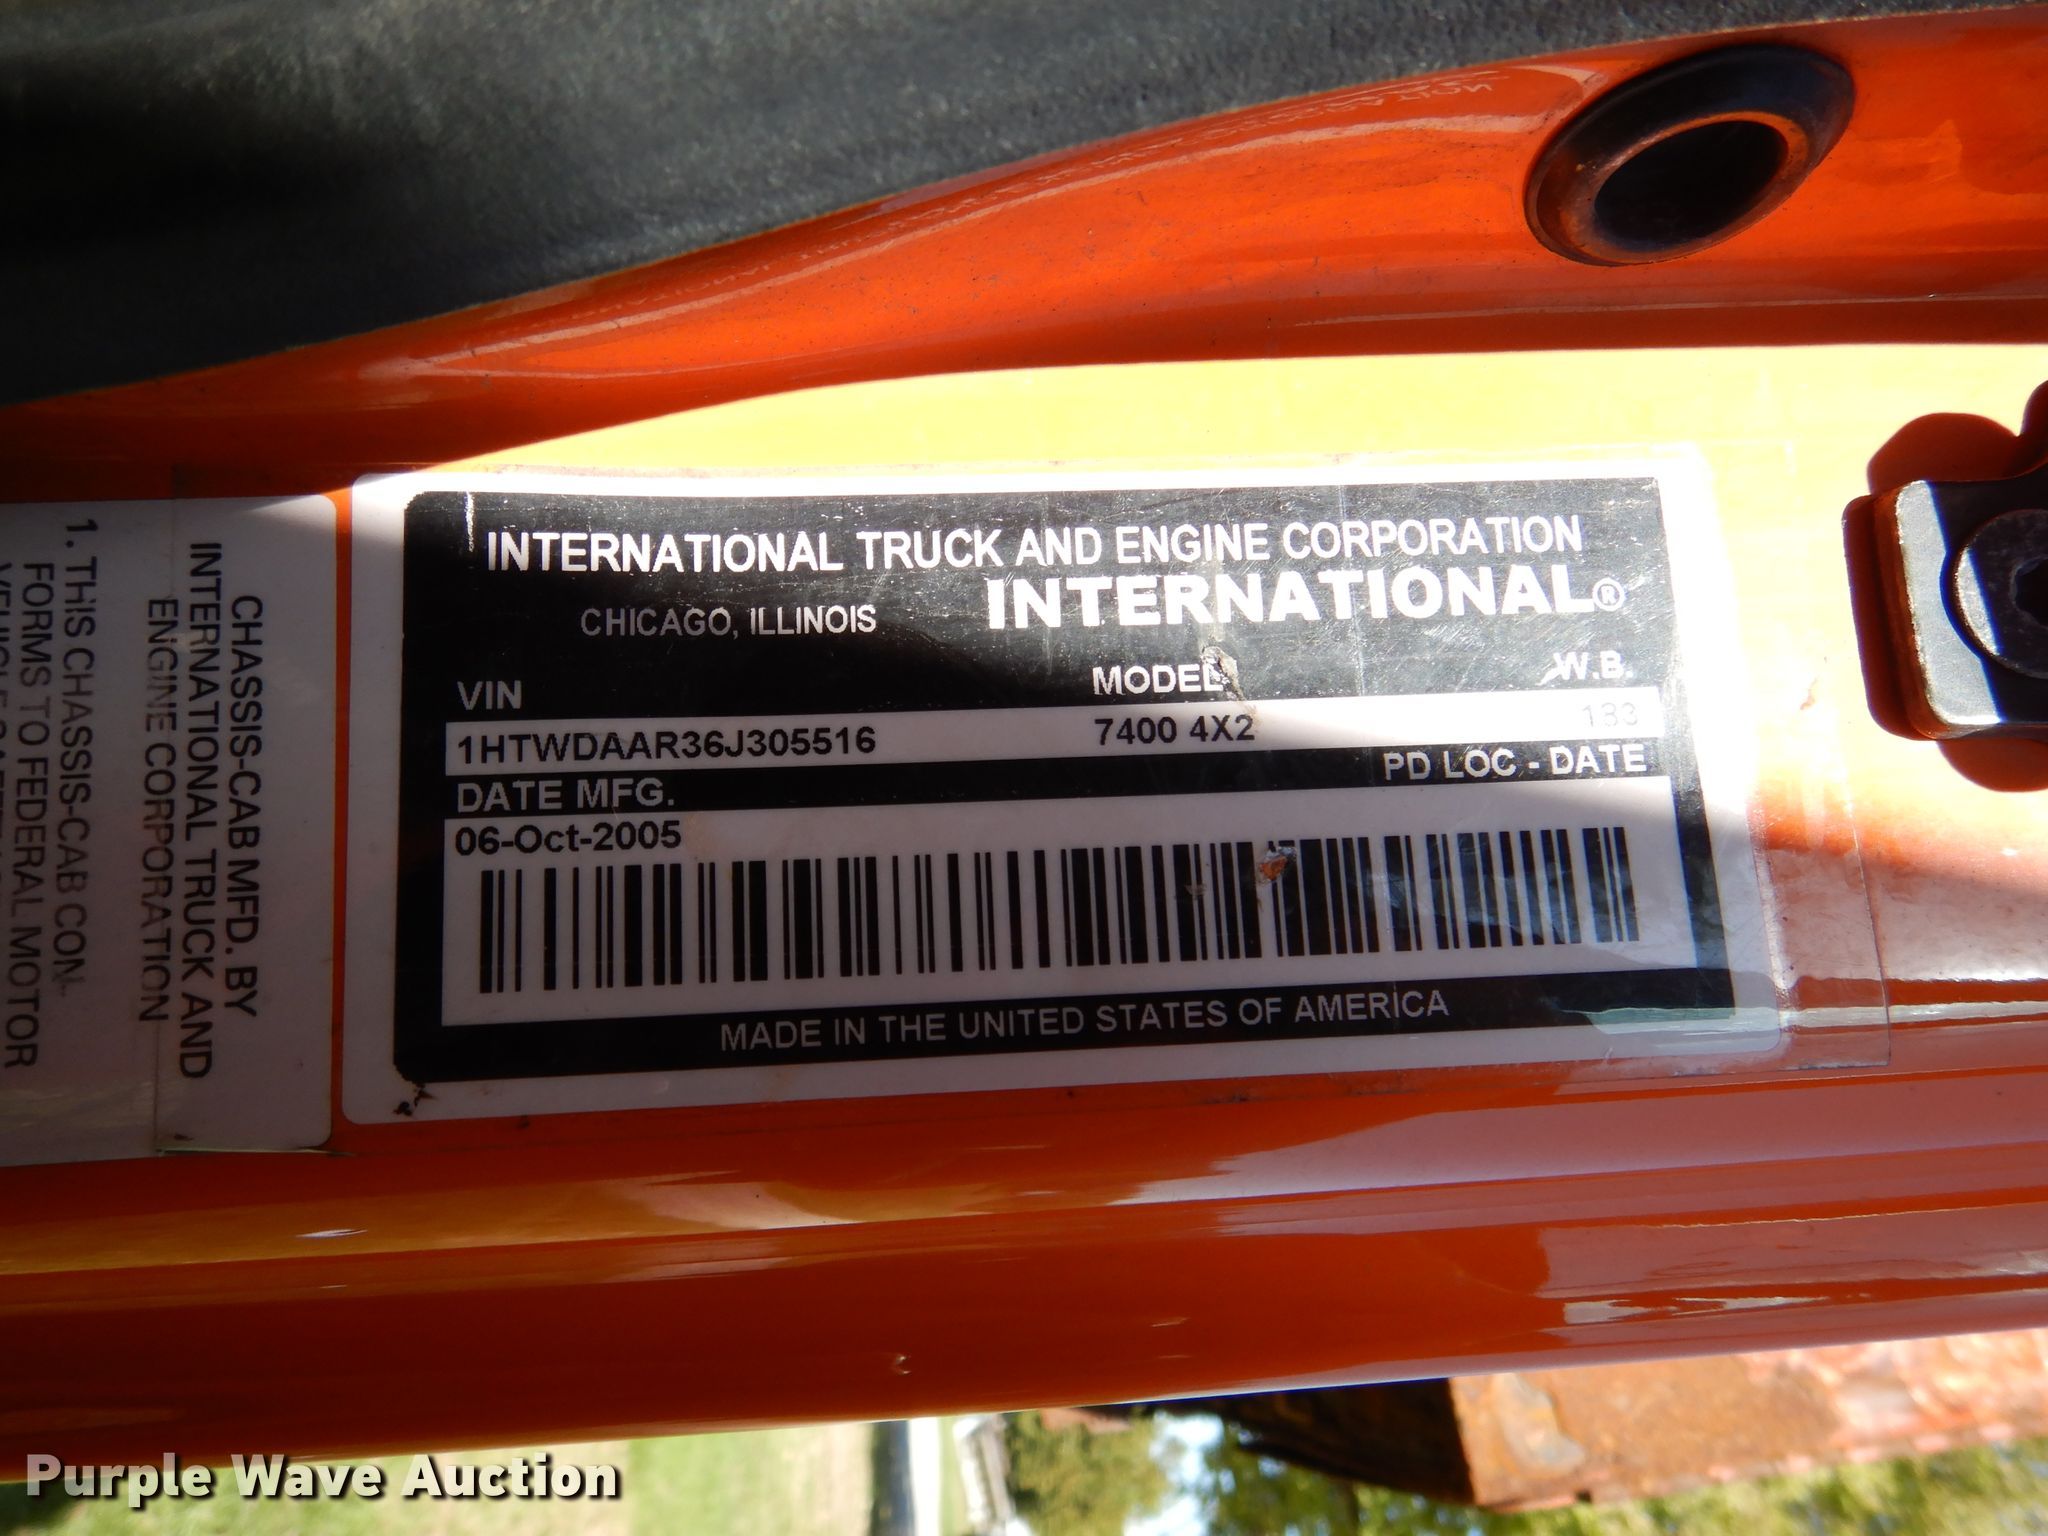 INTERNATIONAL TRUCK AND ENGINE CORPORATION
CHICAGO, ILLINOIS INTERNATIONAL®
VIN MODEL W.B.
1HTWDAAR36J305516 7400 4X2
DATE MFG. PD LOC - DATE
06-Oct-2005
MADE IN THE UNITED STATES OF AMERICA
CHASSIS-CAB MFD. BY
INTERNATIONAL TRUCK AND
ENGINE CORPORATION
1. THIS CHASSIS-CAB CON-
FORMS TO FEDERAL MOTOR
Purple Wave Auction